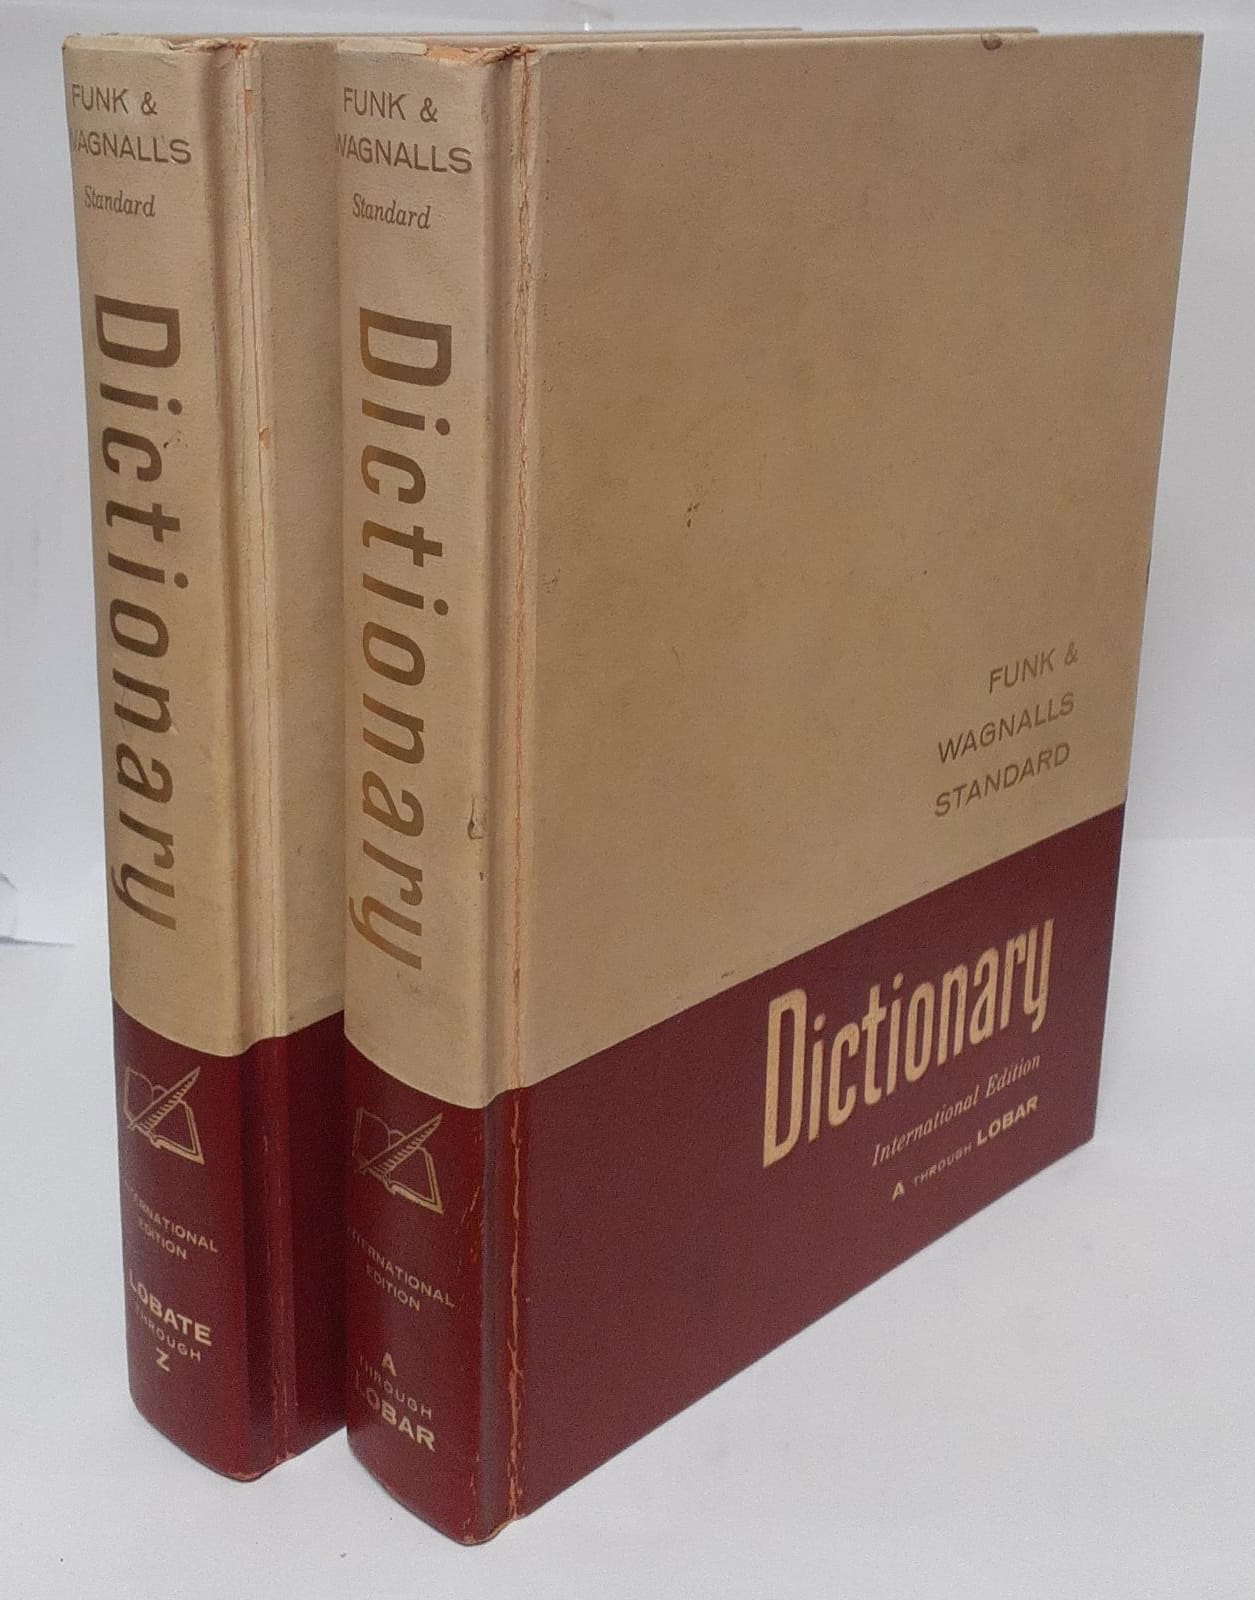 FUNK &
WAGNALLS
Standard
Dictionary
INTERNATIONAL
EDITION
LOBATE
THROUGH
Z
FUNK &
WAGNALLS
Standard
Dictionary
INTERNATIONAL
EDITION
A
THROUGH
LOBAR
FUNK &
WAGNALLS
STANDARD
Dictionary
International Edition
A THROUGH LOBAR